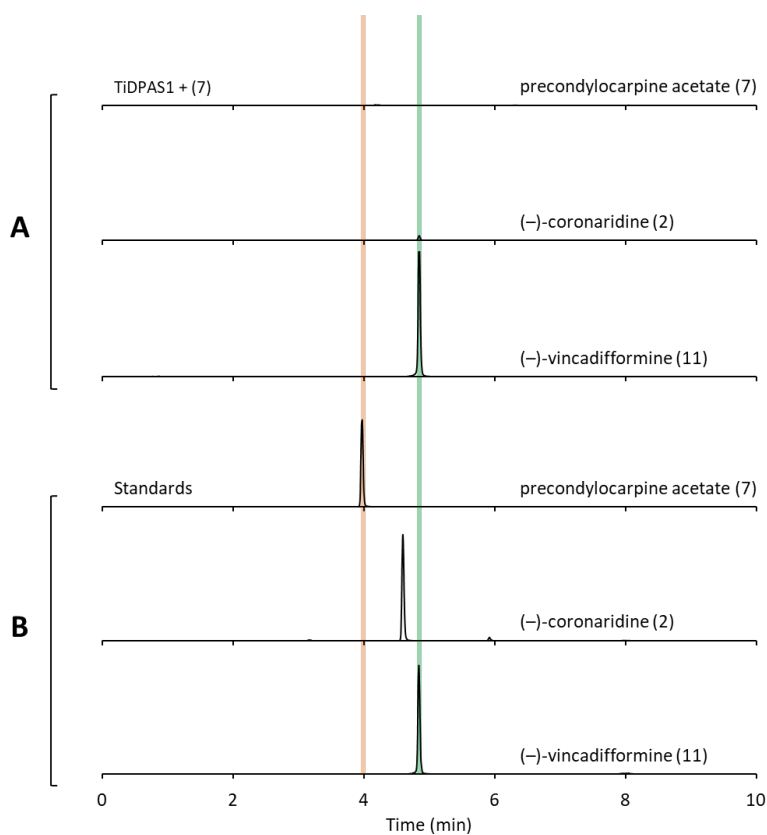 TiDPAS1 + (7) precondylocarpine acetate (7)
A
(–)-coronaridine (2)
(–)-vincadifformine (11)
Standards precondylocarpine acetate (7)
B
(–)-coronaridine (2)
(–)-vincadifformine (11)
0 2 4 6 8 10
Time (min)